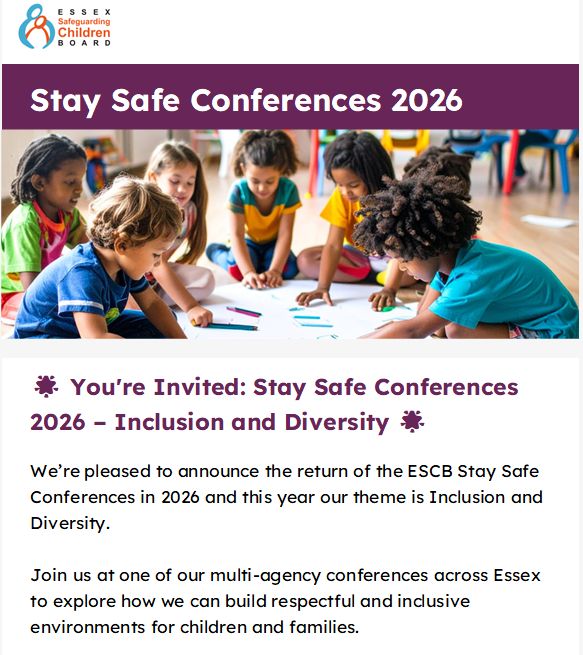 ESSEX
Safeguarding
Children
BOARD
Stay Safe Conferences 2026
You're Invited: Stay Safe Conferences
2026 – Inclusion and Diversity
We’re pleased to announce the return of the ESCB Stay Safe
Conferences in 2026 and this year our theme is Inclusion and
Diversity.
Join us at one of our multi-agency conferences across Essex
to explore how we can build respectful and inclusive
environments for children and families.